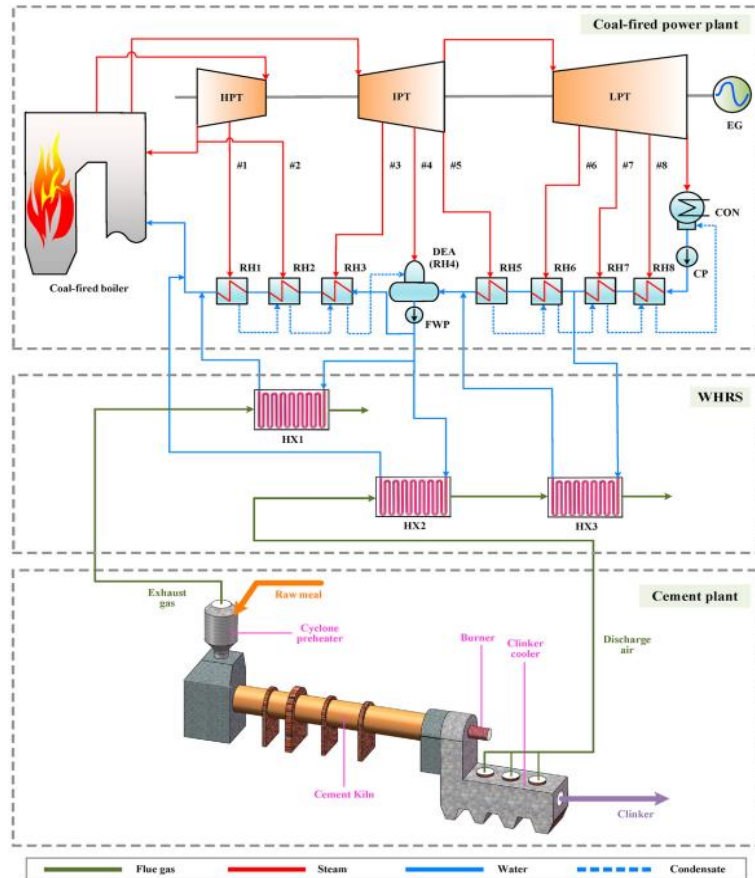 Coal-fired power plant
HPT
IPT
LPT
EG
#1
#2
#3
#4
#5
#6
#7
#8
CON
DEA
(RH4)
CP
RH1
RH2
RH3
RH5
RH6
RH7
RH8
Coal-fired boiler
FWP
WHRS
HX1
HX2
HX3
Cement plant
Exhaust
gas
Raw meal
Cyclone
preheater
Burner
Clinker
cooler
Discharge
air
Cement Kiln
Clinker
Flue gas
Steam
Water
Condensate